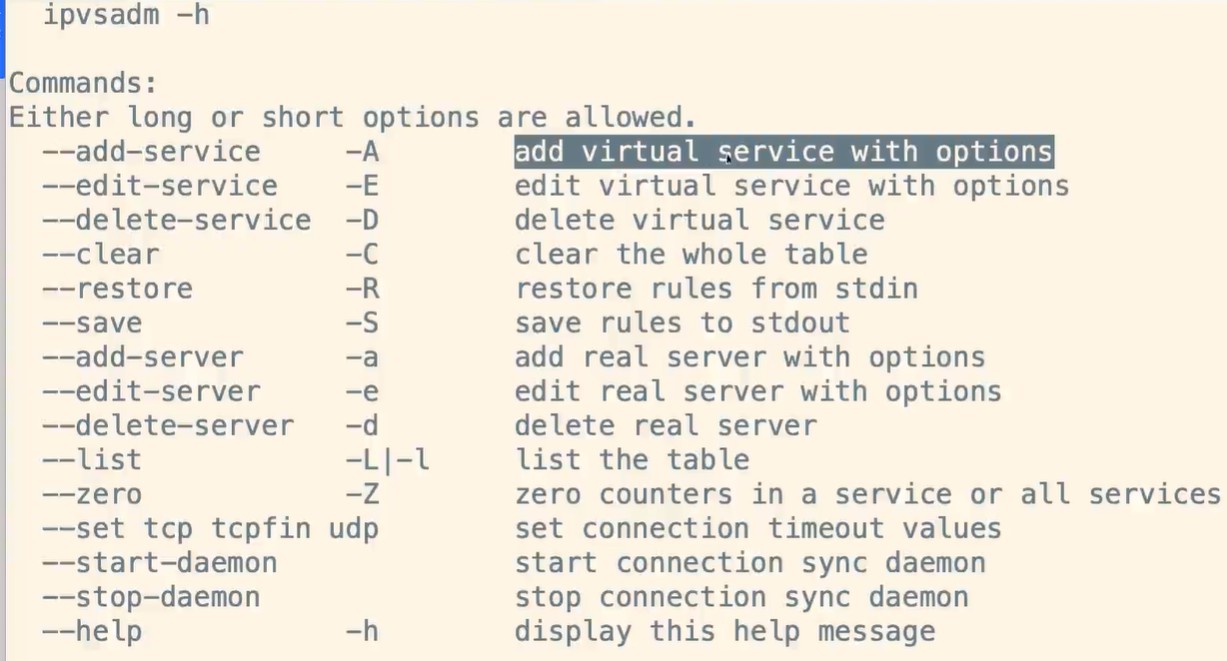 ipvsadm -h
Commands:
Either long or short options are allowed.
--add-service -A add virtual service with options
--edit-service -E edit virtual service with options
--delete-service -D delete virtual service
--clear -C clear the whole table
--restore -R restore rules from stdin
--save -S save rules to stdout
--add-server -a add real server with options
--edit-server -e edit real server with options
--delete-server -d delete real server
--list -L|-l list the table
--zero -Z zero counters in a service or all services
--set tcp tcpfin udp set connection timeout values
--start-daemon start connection sync daemon
--stop-daemon stop connection sync daemon
--help -h display this help message